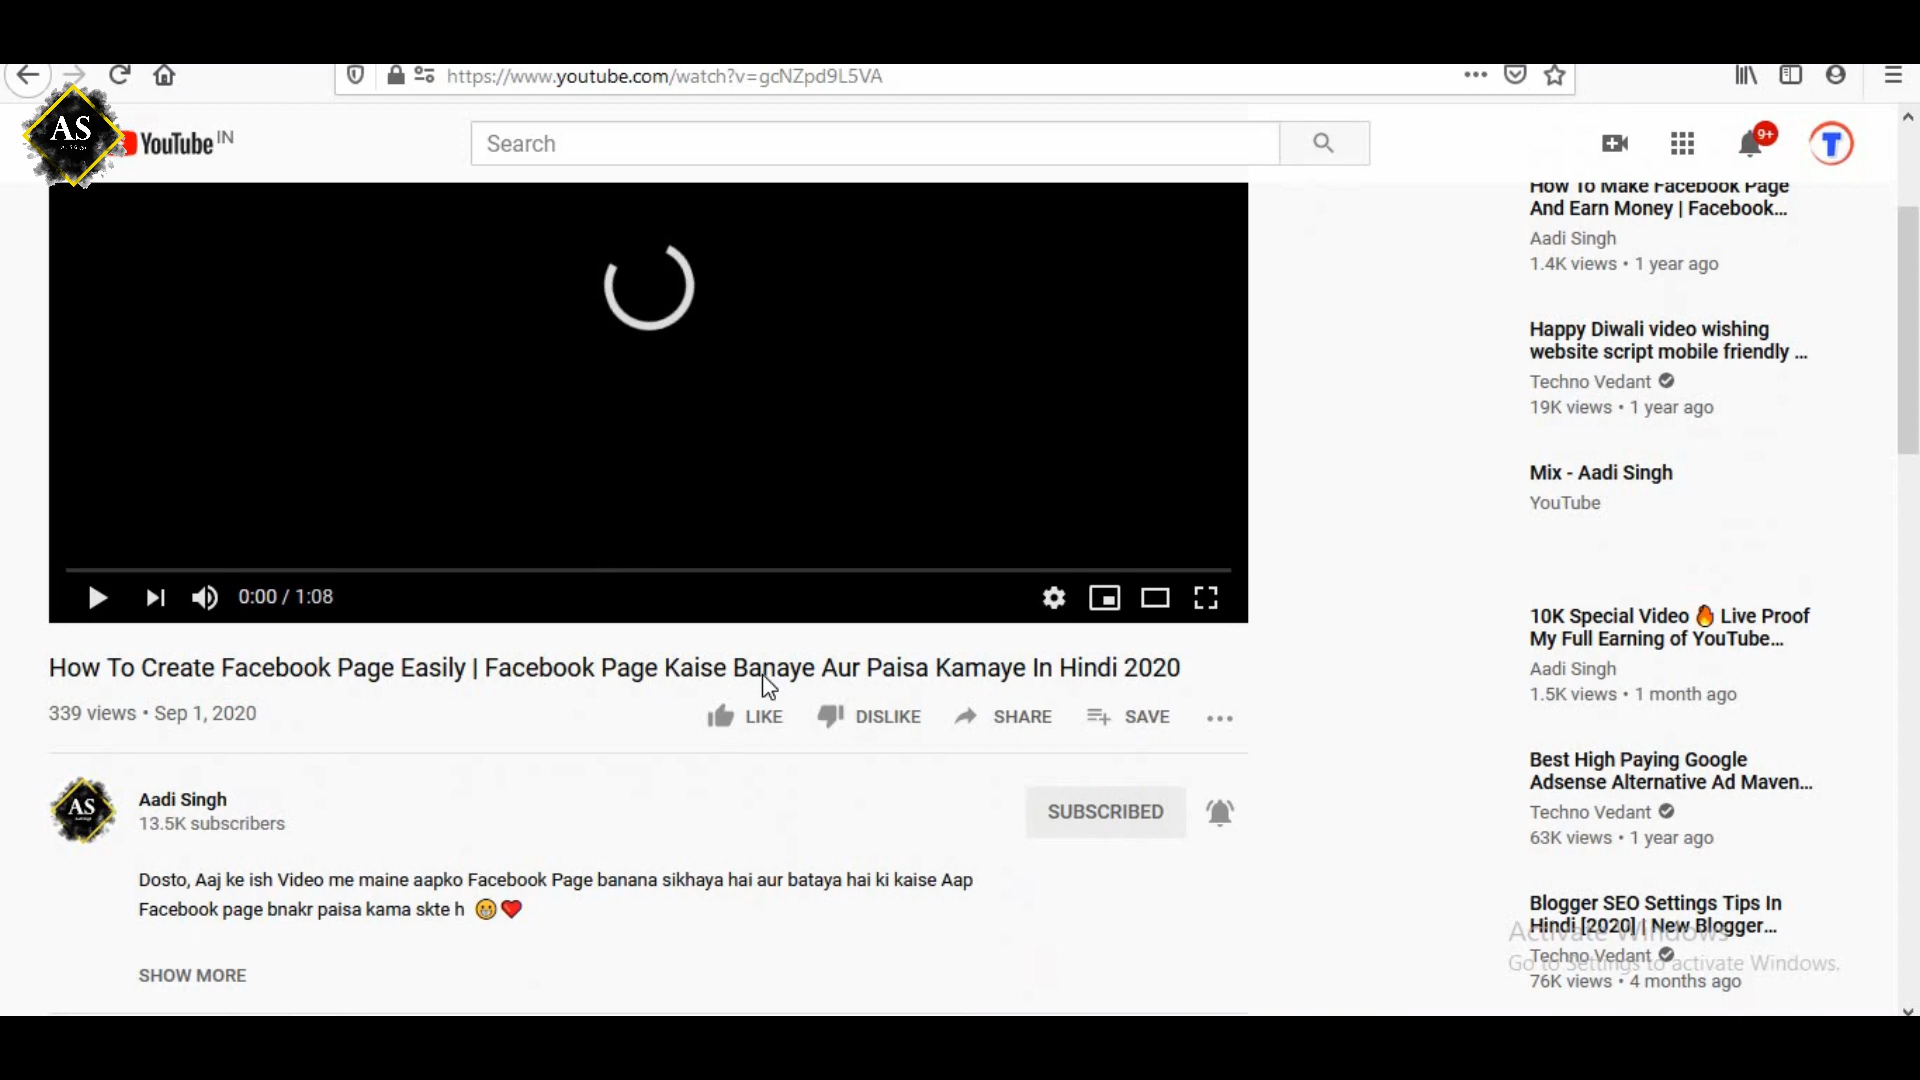 https://www.youtube.com/watch?v=gcNZpd9L5VA
AS
YouTube IN
Search
9+
T
How To Make Facebook Page
And Earn Money | Facebook...
Aadi Singh
1.4K views • 1 year ago
Happy Diwali video wishing
website script mobile friendly ...
Techno Vedant
19K views • 1 year ago
Mix - Aadi Singh
YouTube
10K Special Video 🔥 Live Proof
My Full Earning of YouTube...
Aadi Singh
1.5K views • 1 month ago
Best High Paying Google
Adsense Alternative Ad Maven...
Techno Vedant
63K views • 1 year ago
Blogger SEO Settings Tips In
Hindi [2020] | New Blogger...
Techno Vedant
76K views • 4 months ago
Activate Windows
Go to Settings to activate Windows.
0:00 / 1:08
How To Create Facebook Page Easily | Facebook Page Kaise Banaye Aur Paisa Kamaye In Hindi 2020
339 views • Sep 1, 2020
LIKE
DISLIKE
SHARE
SAVE
AS
Aadi Singh
13.5K subscribers
SUBSCRIBED
Dosto, Aaj ke ish Video me maine aapko Facebook Page banana sikhaya hai aur bataya hai ki kaise Aap
Facebook page bnakr paisa kama skte h 😁❤️
SHOW MORE